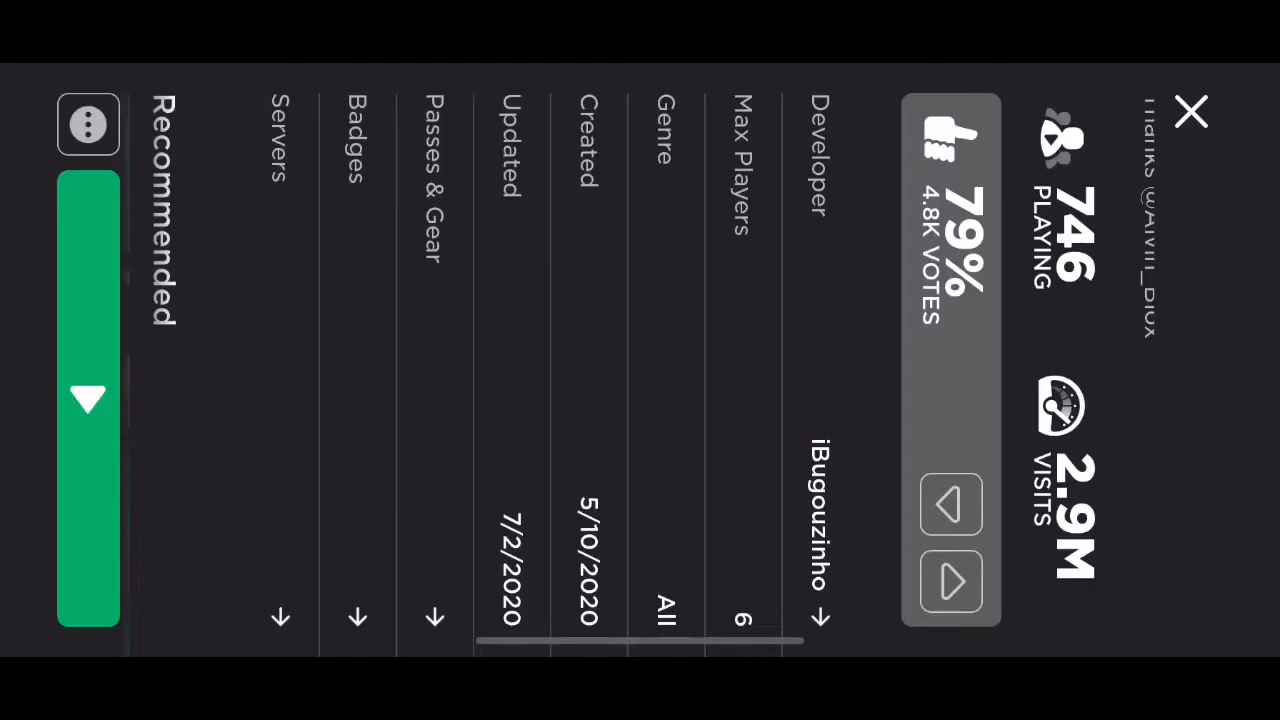 746
PLAYING
2.9M
VISITS
79%
4.8K VOTES
Developer iBugouzinho
Max Players 6
Genre All
Created 5/10/2020
Updated 7/2/2020
Passes & Gear
Badges
Servers
Recommended